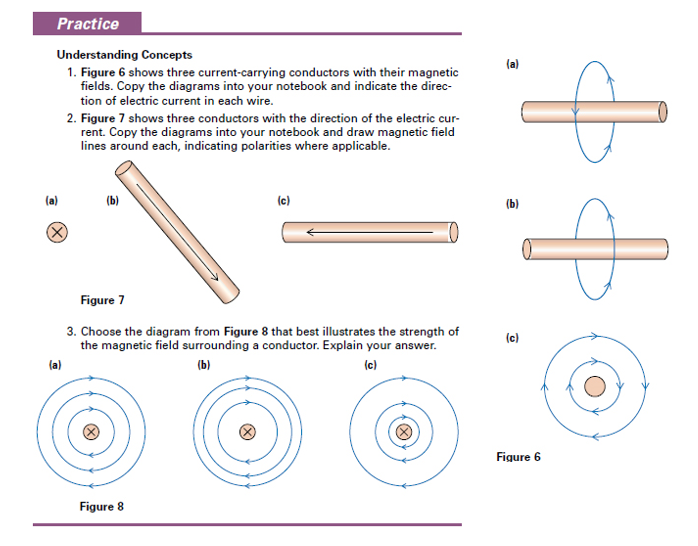 Practice
Understanding Concepts
1. Figure 6 shows three current-carrying conductors with their magnetic
fields. Copy the diagrams into your notebook and indicate the direc-
tion of electric current in each wire.
2. Figure 7 shows three conductors with the direction of the electric cur-
rent. Copy the diagrams into your notebook and draw magnetic field
lines around each, indicating polarities where applicable.
(a)
(b)
(c)
Figure 7
3. Choose the diagram from Figure 8 that best illustrates the strength of
the magnetic field surrounding a conductor. Explain your answer.
(a)
(b)
(c)
Figure 8
(a)
(b)
(c)
Figure 6